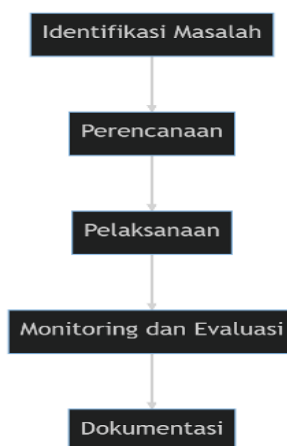 Identifikasi Masalah
Perencanaan
Pelaksanaan
Monitoring dan Evaluasi
Dokumentasi